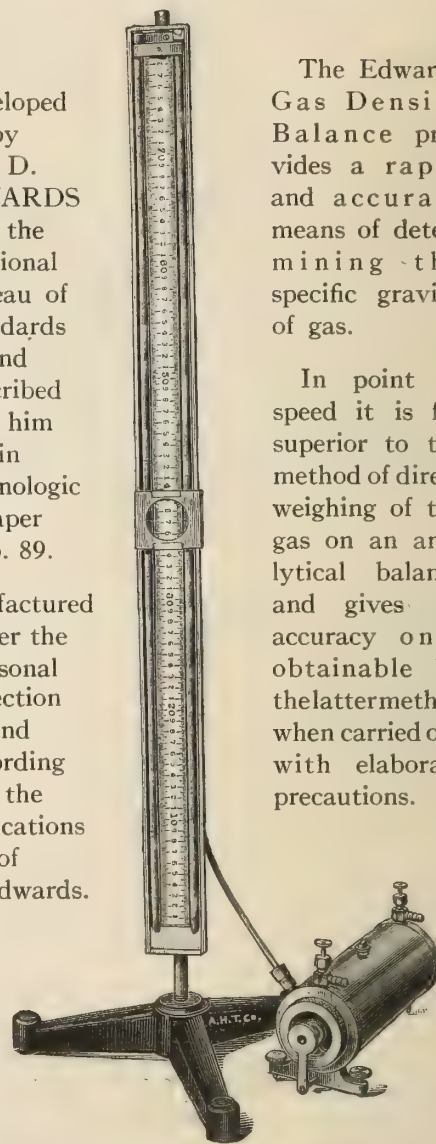 eloped
by
D.
ARDS
the
ional
eau of
dards
nd
cribed
him
in
nologic
aper
o. 89.
factured
er the
sonal
ection
nd
ording
the
cations
of
dwards.
The Edwar
Gas Densi
Balance pr
vides a rap
and accura
means of dete
mining th
specific gravi
of gas.
In point
speed it is f
superior to t
method of dire
weighing of t
gas on an an
lytical balan
and gives
accuracy on
obtainable
thelattermeth
when carried o
with elabora
precautions.
A.H.T.Co.